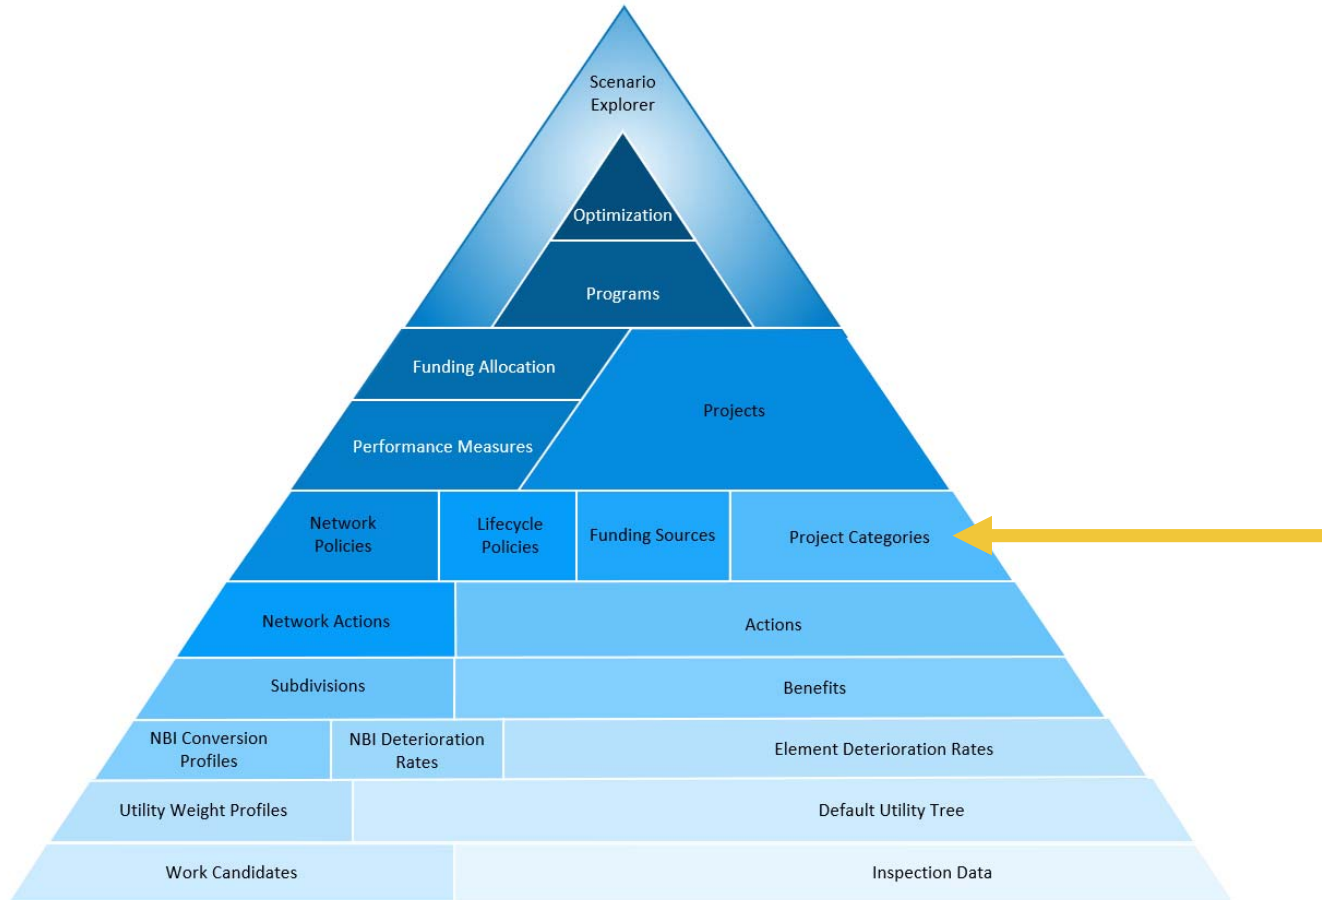 Scenario
Explorer
Optimization
Programs
Funding Allocation
Projects
Performance Measures
Network
Policies
Lifecycle
Policies
Funding Sources
Project Categories
Network Actions
Actions
Subdivisions
Benefits
NBI Conversion
Profiles
NBI Deterioration
Rates
Element Deterioration Rates
Utility Weight Profiles
Default Utility Tree
Work Candidates
Inspection Data